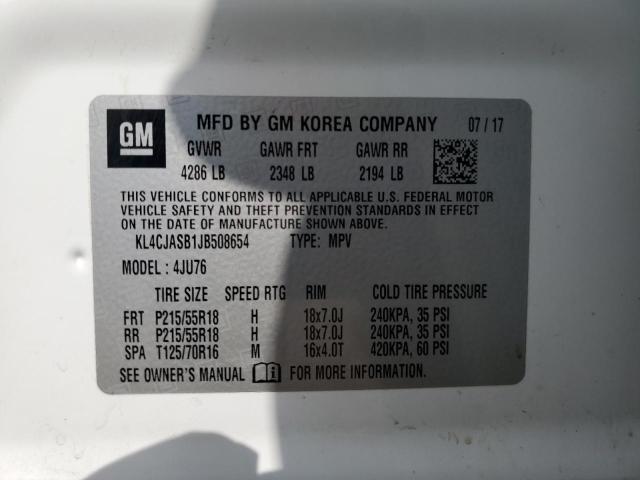 GM MFD BY GM KOREA COMPANY 07/17
GVWR GAWR FRT GAWR RR
4286 LB 2348 LB 2194 LB
THIS VEHICLE CONFORMS TO ALL APPLICABLE U.S. FEDERAL MOTOR
VEHICLE SAFETY AND THEFT PREVENTION STANDARDS IN EFFECT
ON THE DATE OF MANUFACTURE SHOWN ABOVE.
KL4CJASB1JB508654 TYPE: MPV
MODEL: 4JU76
TIRE SIZE SPEED RTG RIM COLD TIRE PRESSURE
FRT P215/55R18 H 18x7.0J 240KPA, 35 PSI
RR P215/55R18 H 18x7.0J 240KPA, 35 PSI
SPA T125/70R16 M 16x4.0T 420KPA, 60 PSI
SEE OWNER'S MANUAL FOR MORE INFORMATION.